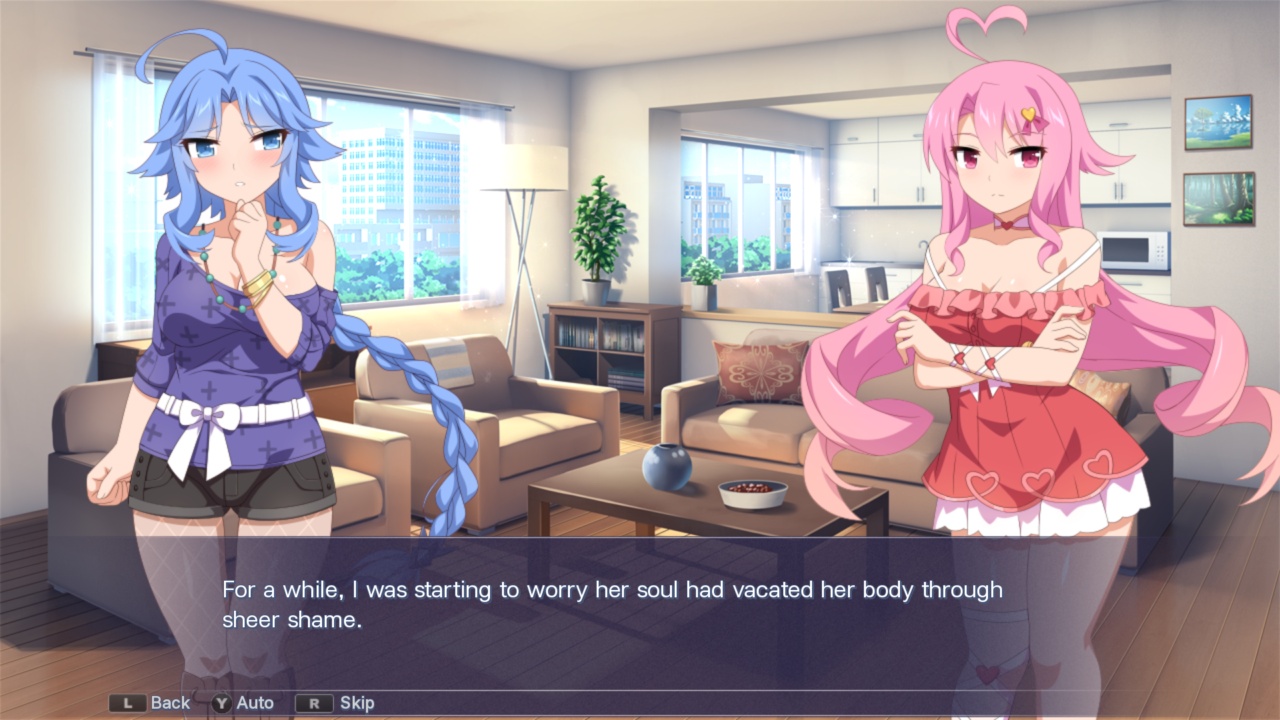 For a while, I was starting to worry her soul had vacated her body through
sheer shame.
L Back Y Auto R Skip